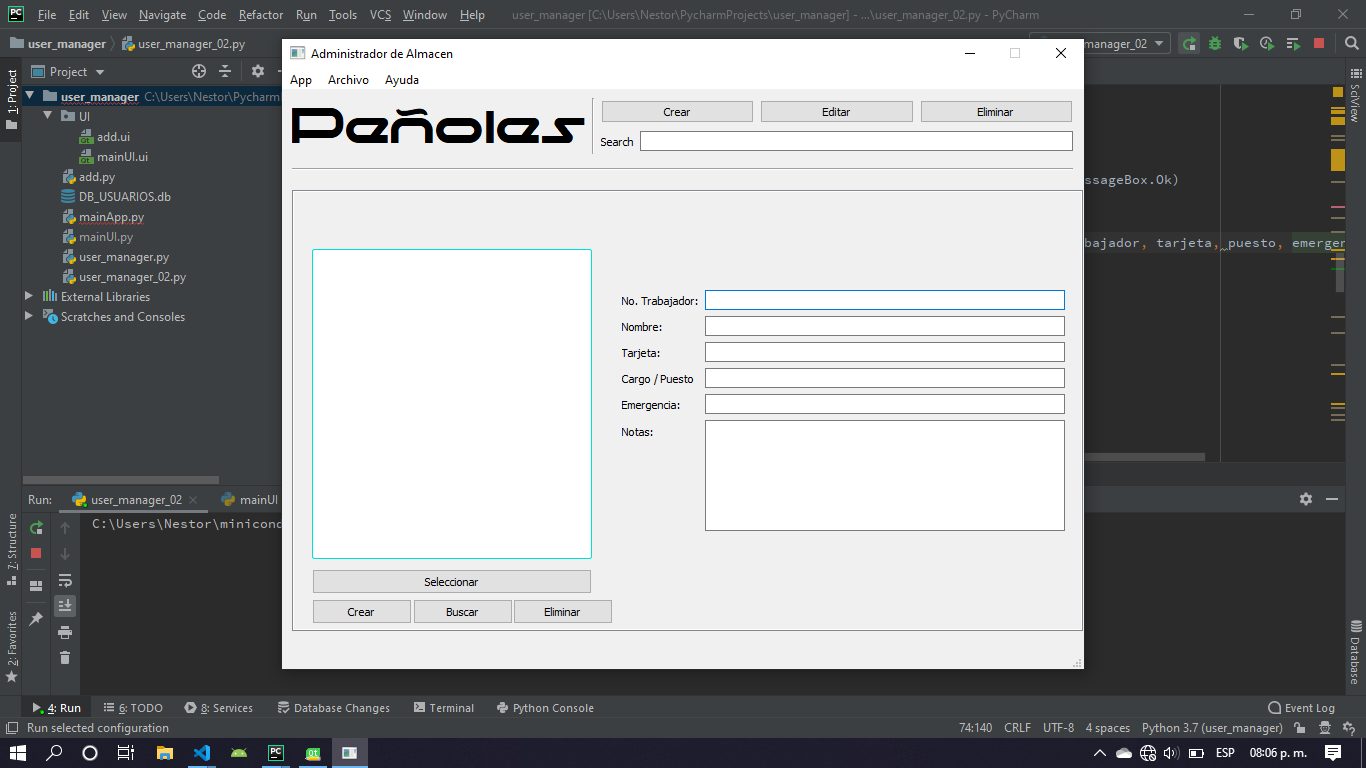 File Edit View Navigate Code Refactor Run Tools VCS Window Help user_manager [C:\Users\Nestor\PycharmProjects\user_manager] - ...\user_manager_02.py - PyCharm
user_manager user_manager_02.py
manager_02
1: Project
Project
user_manager C:\Users\Nestor\Pycharm
UI
add.ui
mainUI.ui
add.py
DB_USUARIOS.db
mainApp.py
mainUI.py
user_manager.py
user_manager_02.py
External Libraries
Scratches and Consoles
Administrador de Almacen
App Archivo Ayuda
Peñoles
Crear Editar Eliminar
Search
No. Trabajador:
Nombre:
Tarjeta:
Cargo / Puesto
Emergencia:
Notas:
Seleccionar
Crear Buscar Eliminar
ssageBox.Ok)
bajador, tarjeta, puesto, emerger
SciView
Database
7: Structure
2: Favorites
Run: user_manager_02 mainUI
C:\Users\Nestor\minicond
4: Run 6: TODO 8: Services Database Changes Terminal Python Console Event Log
Run selected configuration 74:140 CRLF UTF-8 4 spaces Python 3.7 (user_manager)
ESP 08:06 p. m.